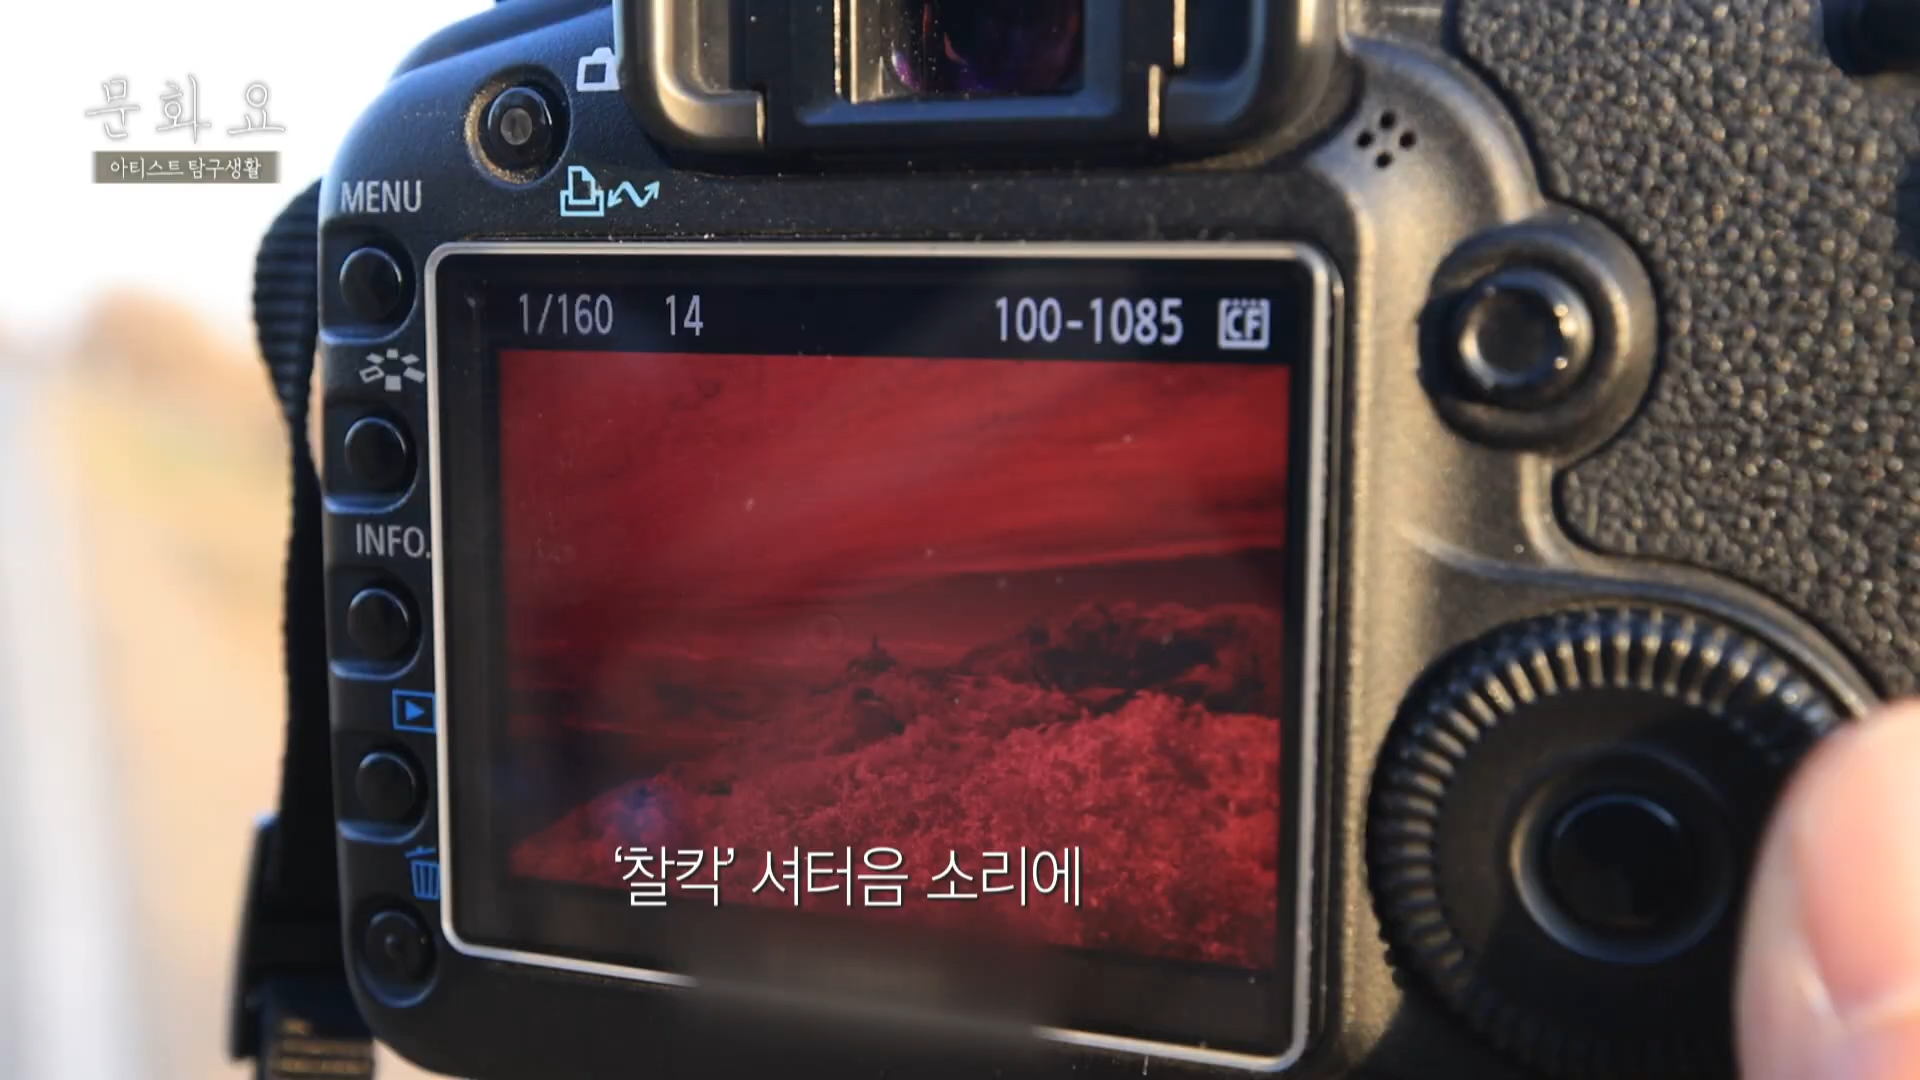 문화요
아티스트 탐구생활
MENU
1/160 14 100-1085 CF
INFO.
‘찰칵’ 셔터음 소리에